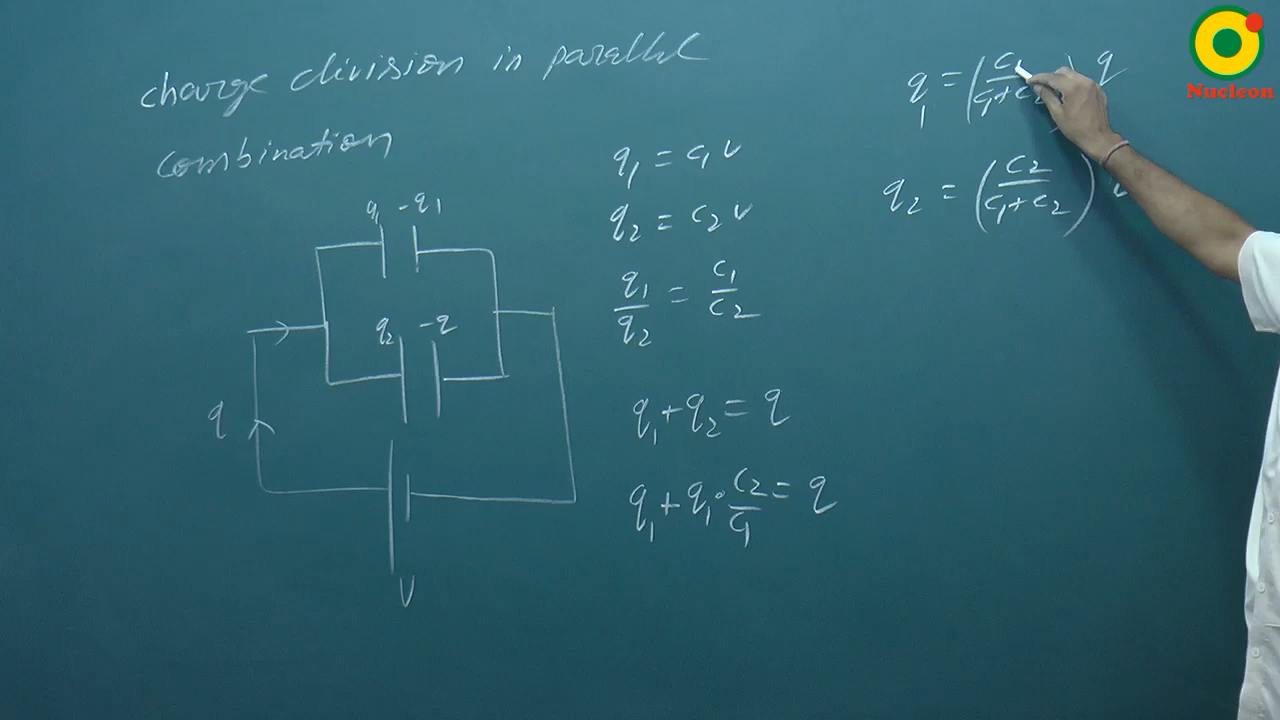 charge division in parallel
combination
q₁ -q₁
q₂ -q
q
V
q₁ = c₁ v
q₂ = c₂ v
q₁/q₂ = c₁/c₂
q₁ + q₂ = q
q₁ + q₁ · c₂/c₁ = q
q₁ = (c₁/c₁+c₂) q
q₂ = (c₂/c₁+c₂)
Nucleon